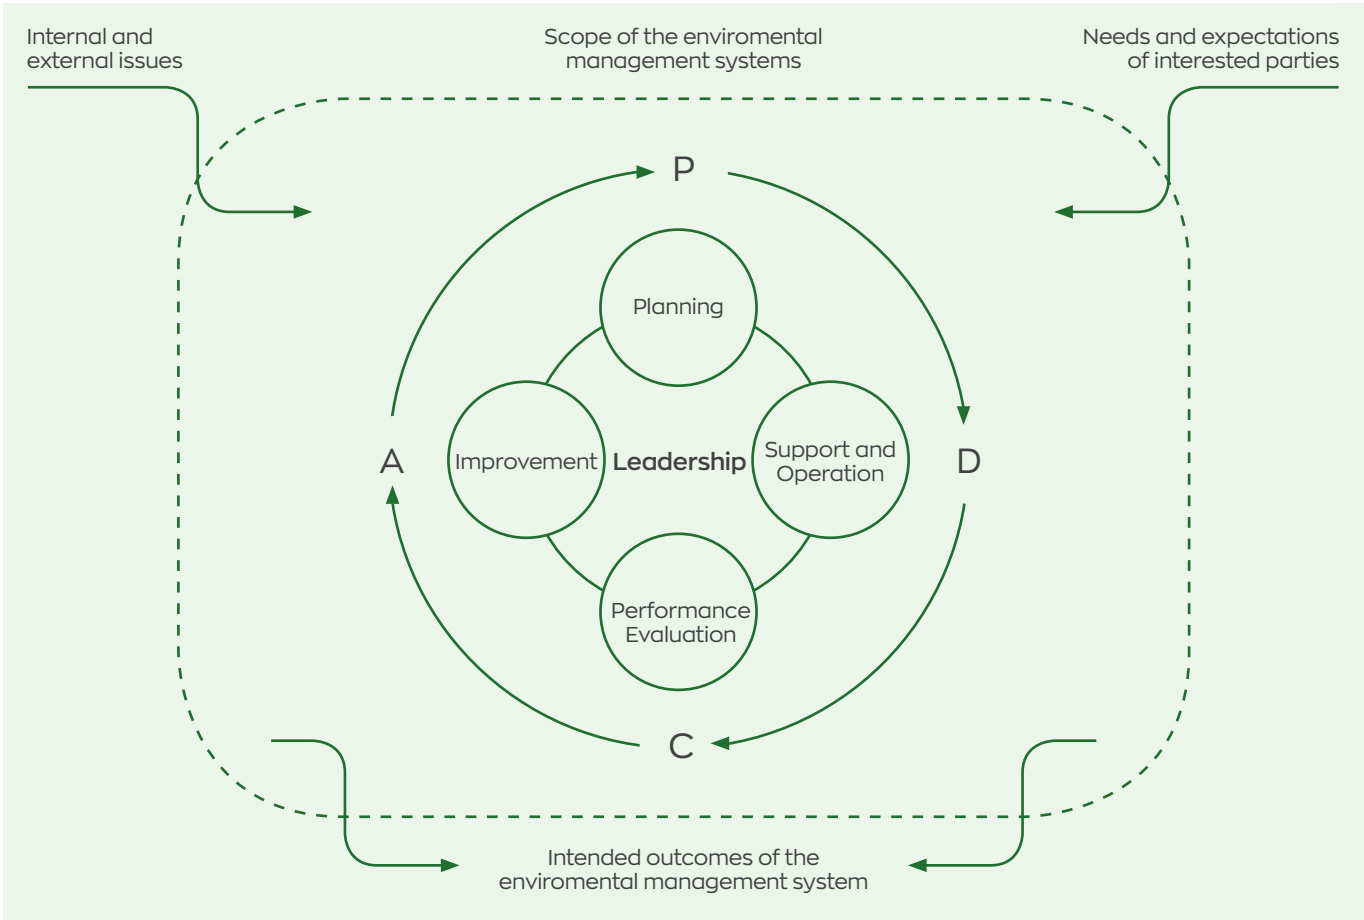 Internal and
external issues
Scope of the enviromental
management systems
Needs and expectations
of interested parties
P
Planning
A
Improvement
Leadership
Support and
Operation
D
Performance
Evaluation
C
Intended outcomes of the
enviromental management system